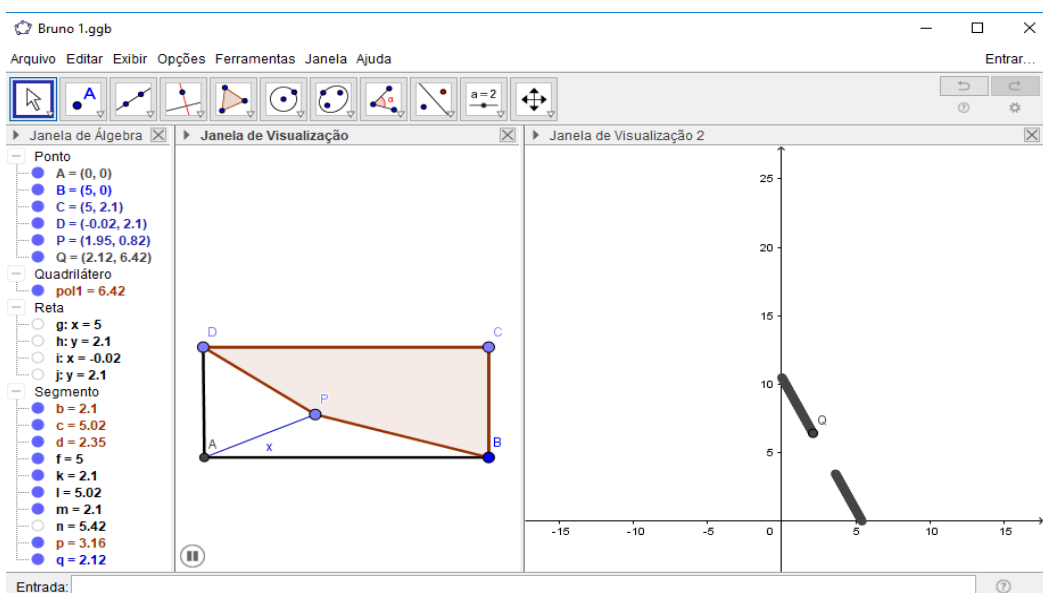 Bruno 1.ggb
Arquivo Editar Exibir Opções Ferramentas Janela Ajuda
Entrar...
A
α
a = 2
Janela de Álgebra
Ponto
A = (0, 0)
B = (5, 0)
C = (5, 2.1)
D = (-0.02, 2.1)
P = (1.95, 0.82)
Q = (2.12, 6.42)
Quadrilátero
pol1 = 6.42
Reta
g: x = 5
h: y = 2.1
i: x = -0.02
j: y = 2.1
Segmento
b = 2.1
c = 5.02
d = 2.35
f = 5
k = 2.1
l = 5.02
m = 2.1
n = 5.42
p = 3.16
q = 2.12
Janela de Visualização
D
C
P
A
x
B
Janela de Visualização 2
25
20
15
10
Q
5
-15 -10 -5 0 5 10 15
Entrada: